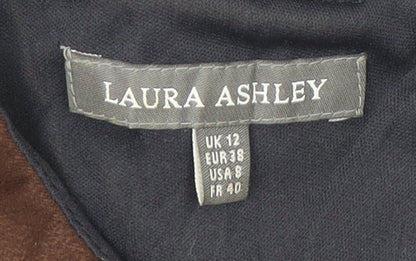 LAURA ASHLEY
UK 12
EUR 38
USA 8
FR 40